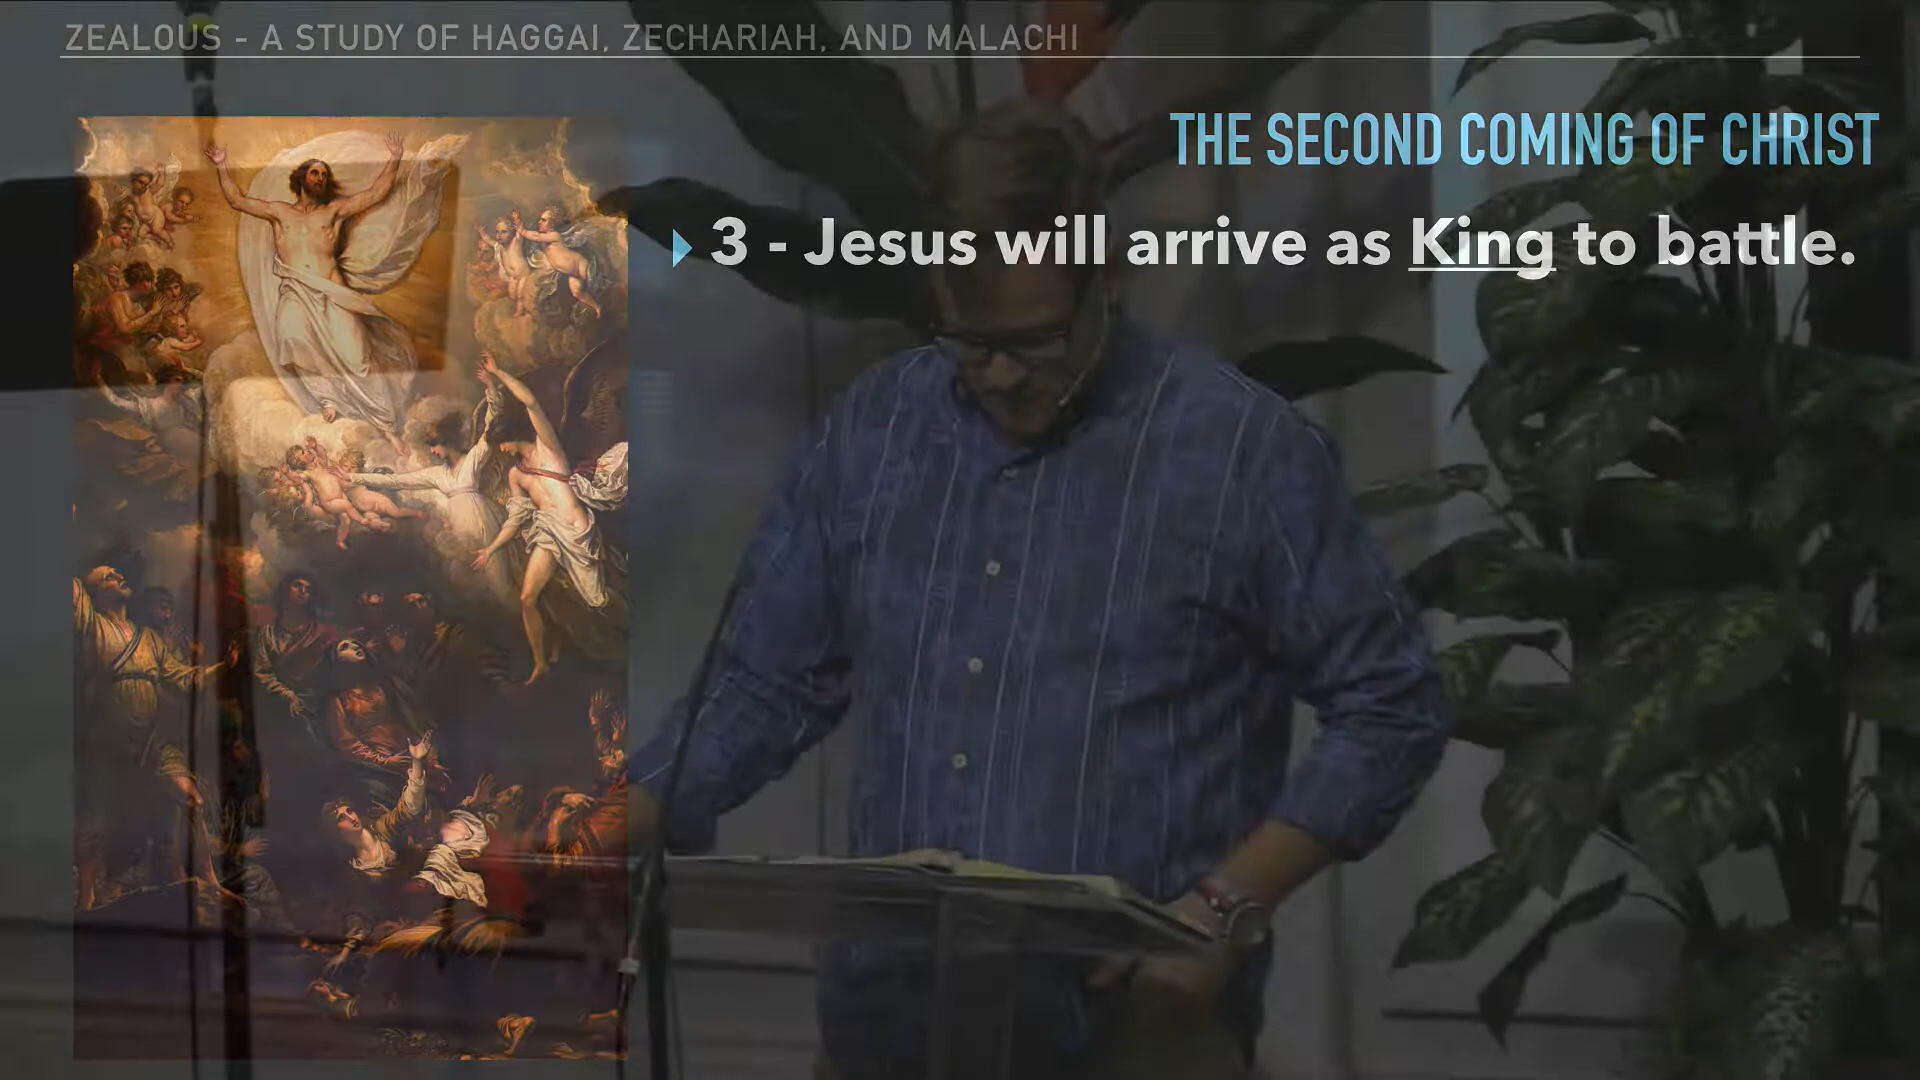 ZEALOUS - A STUDY OF HAGGAI, ZECHARIAH, AND MALACHI
THE SECOND COMING OF CHRIST
3 - Jesus will arrive as King to battle.